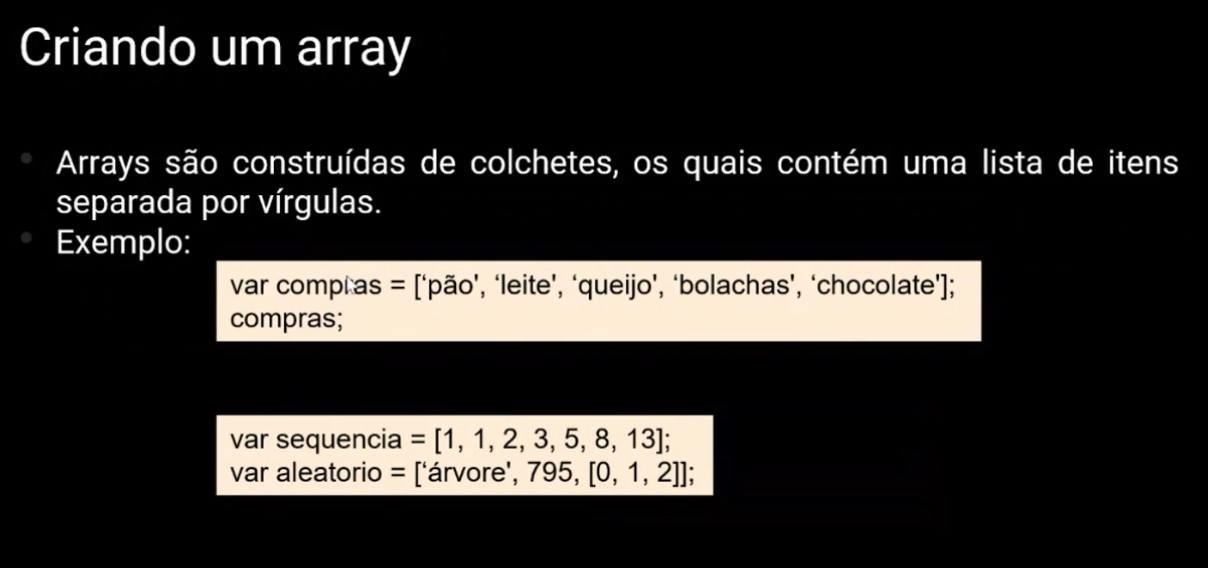 Criando um array
Arrays são construídas de colchetes, os quais contém uma lista de itens
separada por vírgulas.
Exemplo:
var compras = [‘pão', ‘leite', ‘queijo', ‘bolachas', ‘chocolate'];
compras;
var sequencia = [1, 1, 2, 3, 5, 8, 13];
var aleatorio = [‘árvore', 795, [0, 1, 2]];